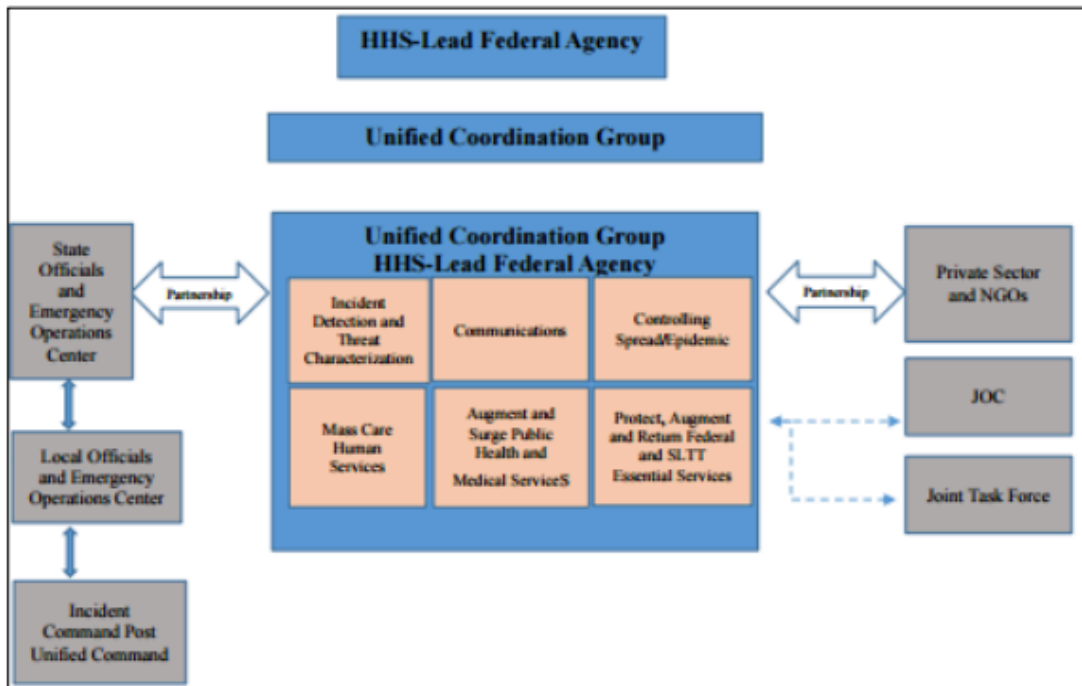 HHS-Lead Federal Agency
Unified Coordination Group
Unified Coordination Group
HHS-Lead Federal Agency
State
Officials
and
Emergency
Operations
Center
Partnership
Incident
Detection and
Threat
Characterization
Communications
Controlling
Spread/Epidemic
Partnership
Private Sector
and NGOs
Mass Care
Human
Services
Augment and
Surge Public
Health and
Medical ServiceS
Protect, Augment
and Return Federal
and SLTT
Essential Services
JOC
Local Officials
and Emergency
Operations Center
Joint Task Force
Incident
Command Post
Unified Command